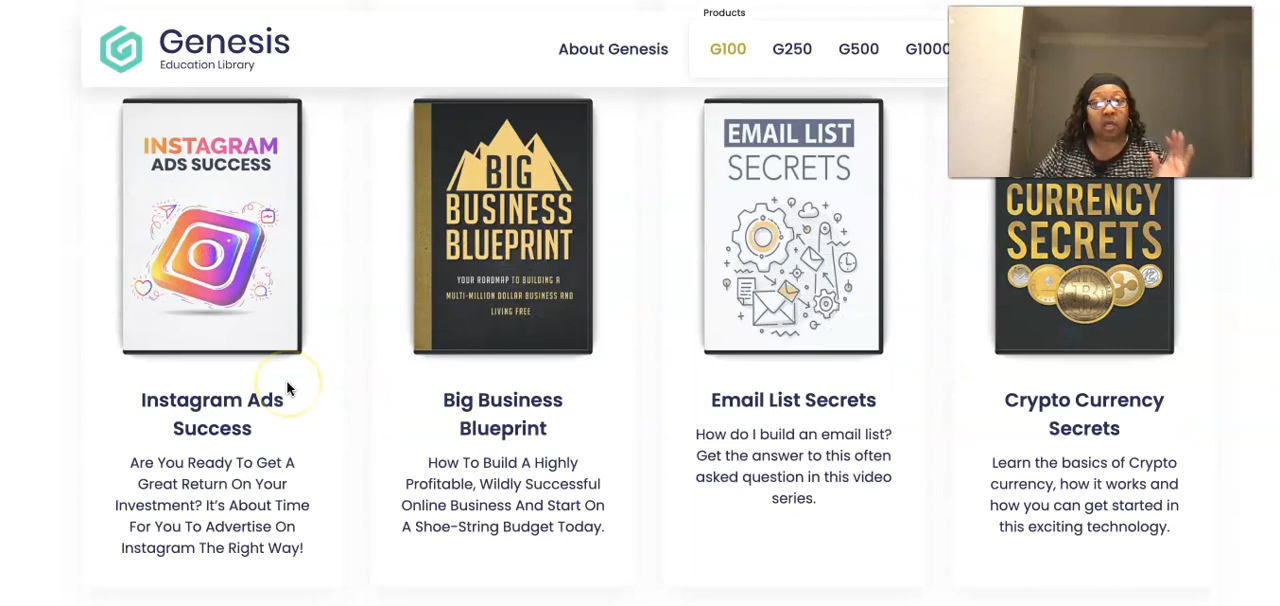 Products
Genesis
Education Library
About Genesis
G100
G250
G500
G1000
INSTAGRAM
ADS SUCCESS
BIG
BUSINESS
BLUEPRINT
YOUR ROADMAP TO BUILDING A
MULTI-MILLION DOLLAR BUSINESS AND
LIVING FREE
EMAIL LIST
SECRETS
CURRENCY
SECRETS
Instagram Ads
Success
Are You Ready To Get A
Great Return On Your
Investment? It's About Time
For You To Advertise On
Instagram The Right Way!
Big Business
Blueprint
How To Build A Highly
Profitable, Wildly Successful
Online Business And Start On
A Shoe-String Budget Today.
Email List Secrets
How do I build an email list?
Get the answer to this often
asked question in this video
series.
Crypto Currency
Secrets
Learn the basics of Crypto
currency, how it works and
how you can get started in
this exciting technology.